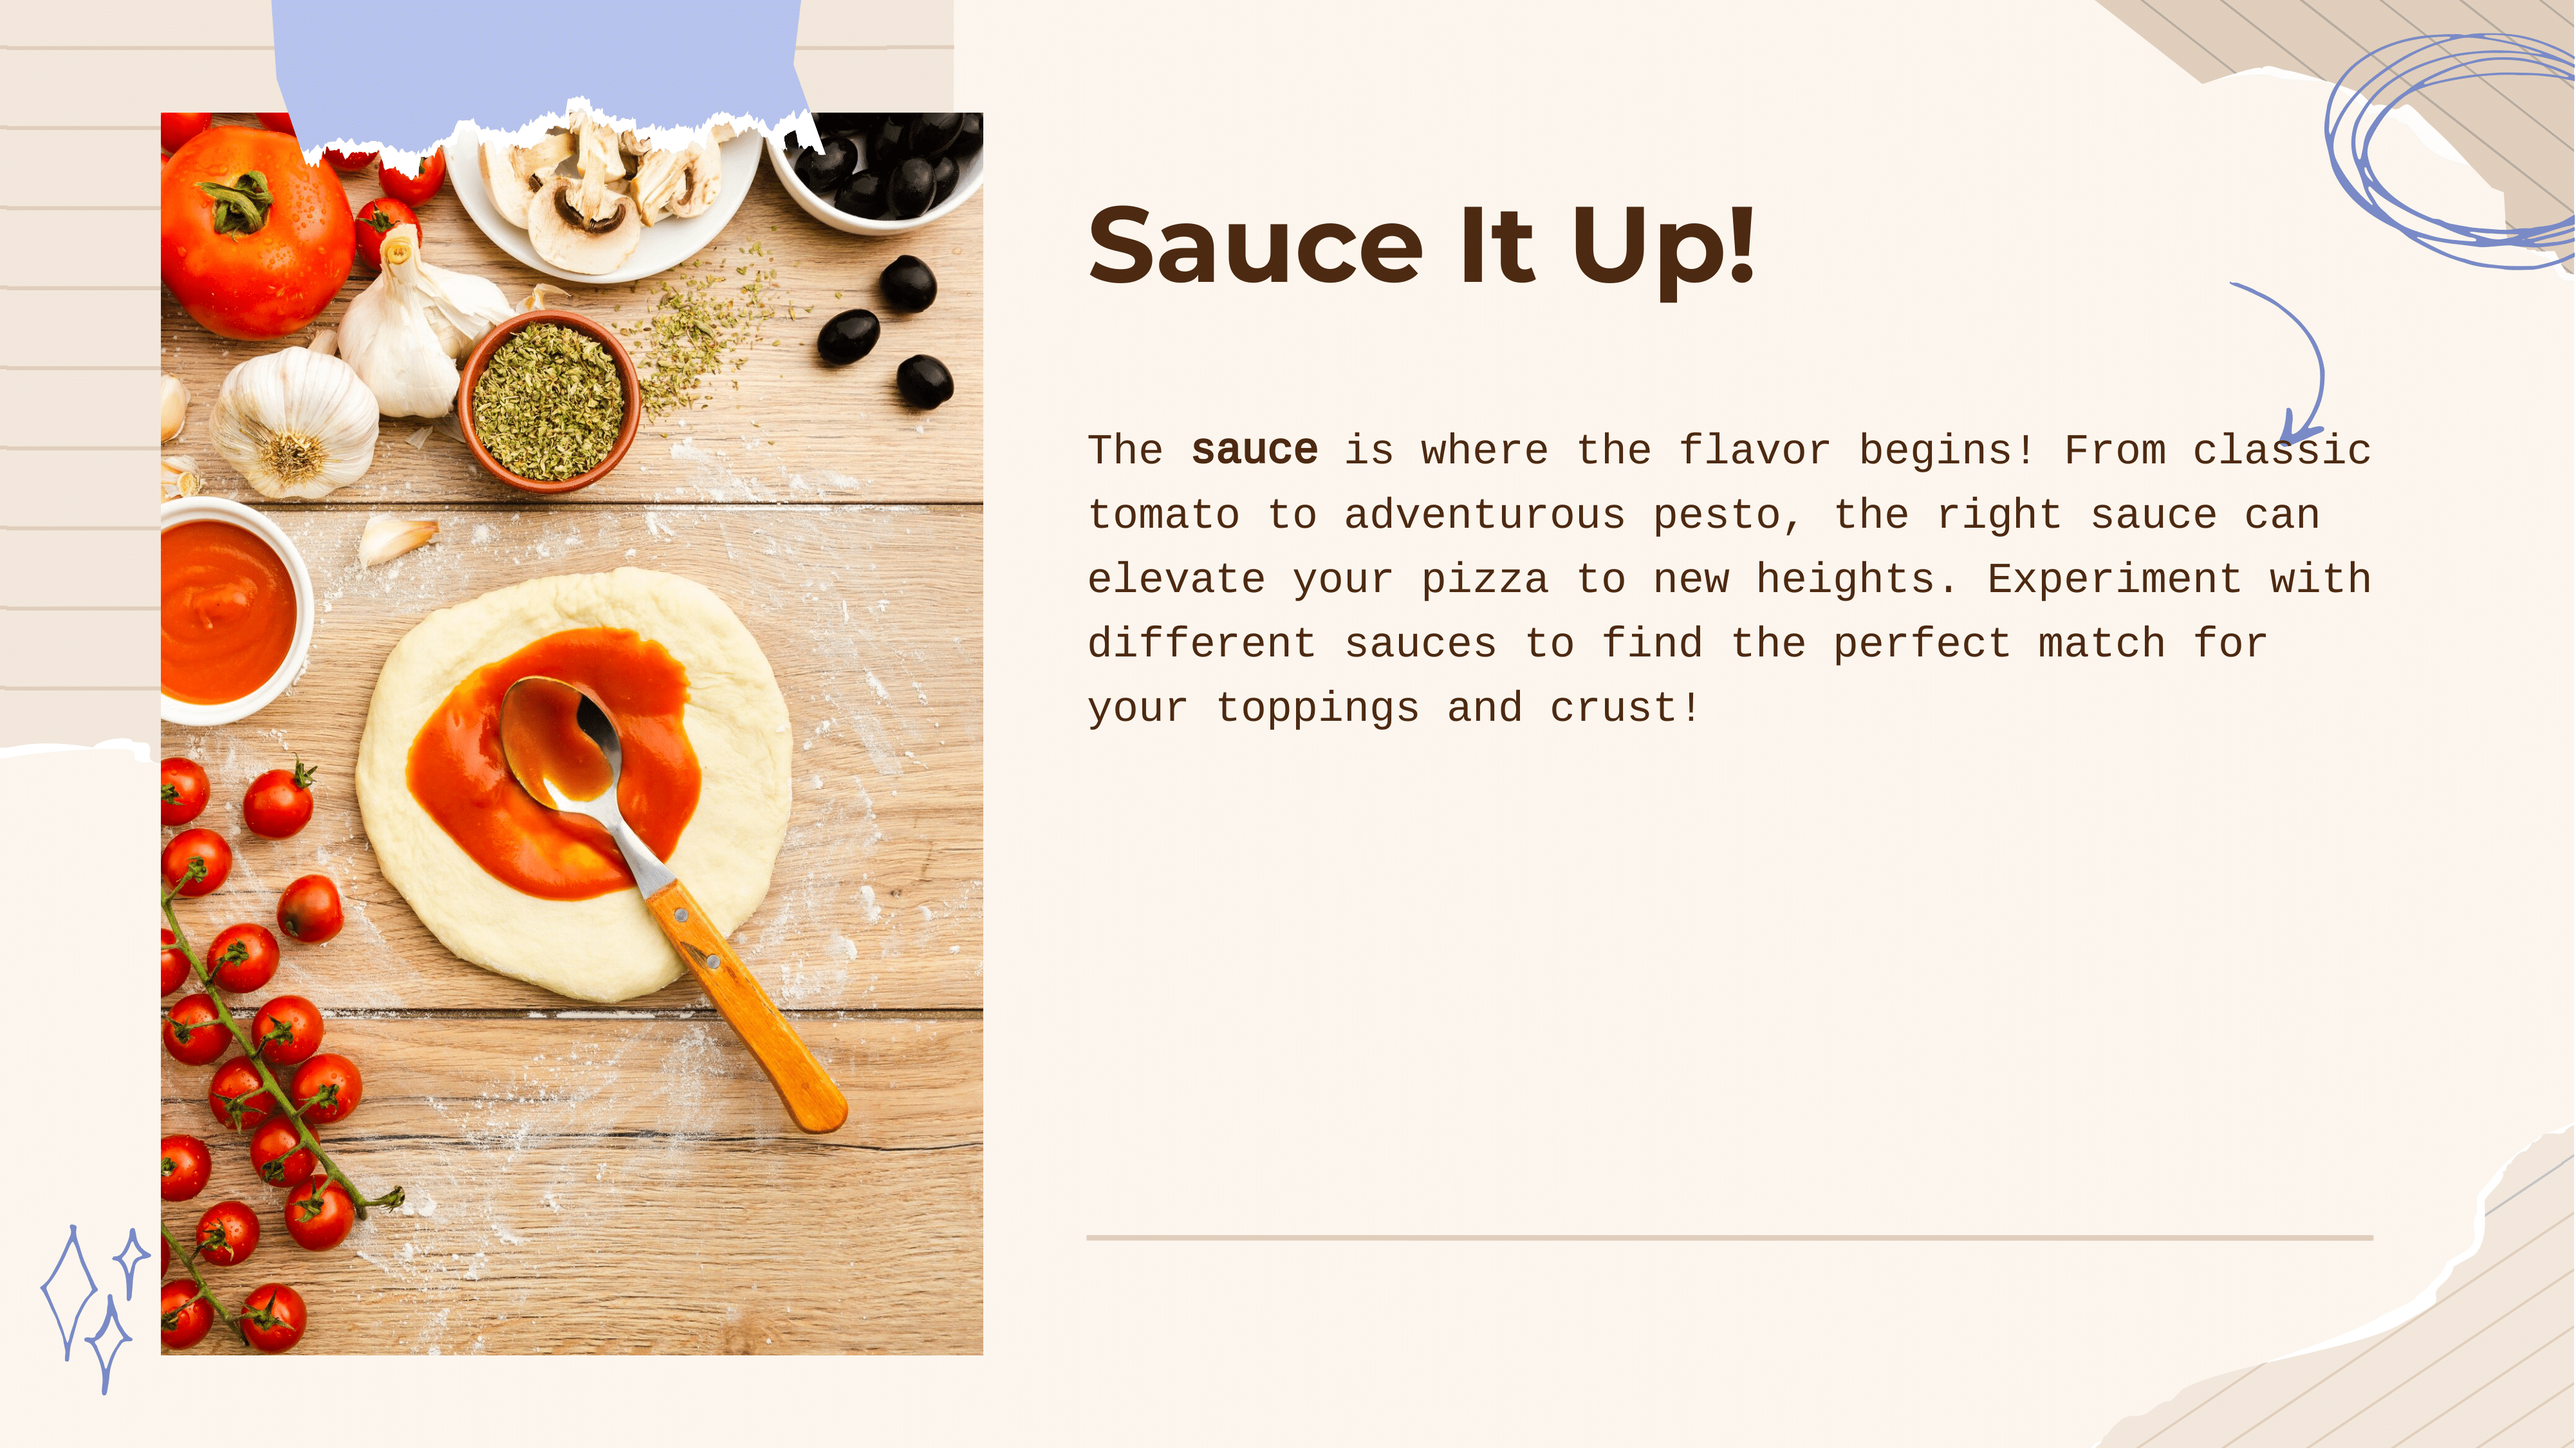 Sauce It Up!
The sauce is where the flavor begins! From classic
tomato to adventurous pesto, the right sauce can
elevate your pizza to new heights. Experiment with
different sauces to find the perfect match for
your toppings and crust!